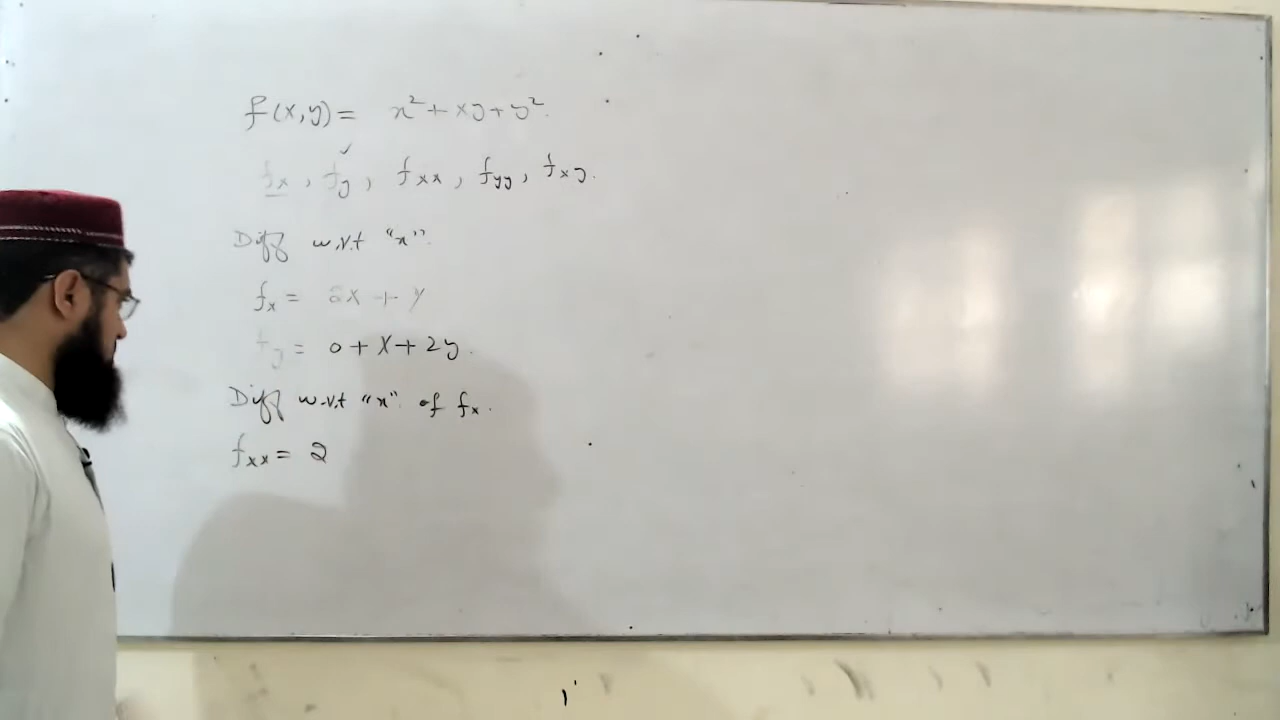 f(x,y) = x² + xy + y².
fx , fy , fxx , fyy , fxy .
Diff w.r.t "x".
fx = 2x + y
fy = 0 + x + 2y .
Diff w.r.t "x" of fx .
fxx = 2